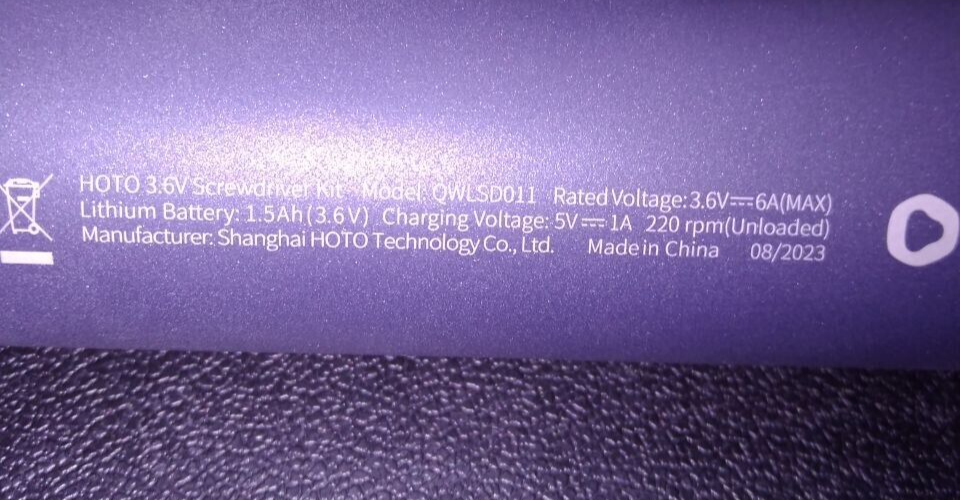 HOTO 3.6V Screwdriver Kit Model: QWLSD011 Rated Voltage:3.6V⎓6A(MAX)
Lithium Battery: 1.5Ah(3.6V) Charging Voltage: 5V⎓1A 220 rpm(Unloaded)
Manufacturer: Shanghai HOTO Technology Co., Ltd. Made in China 08/2023